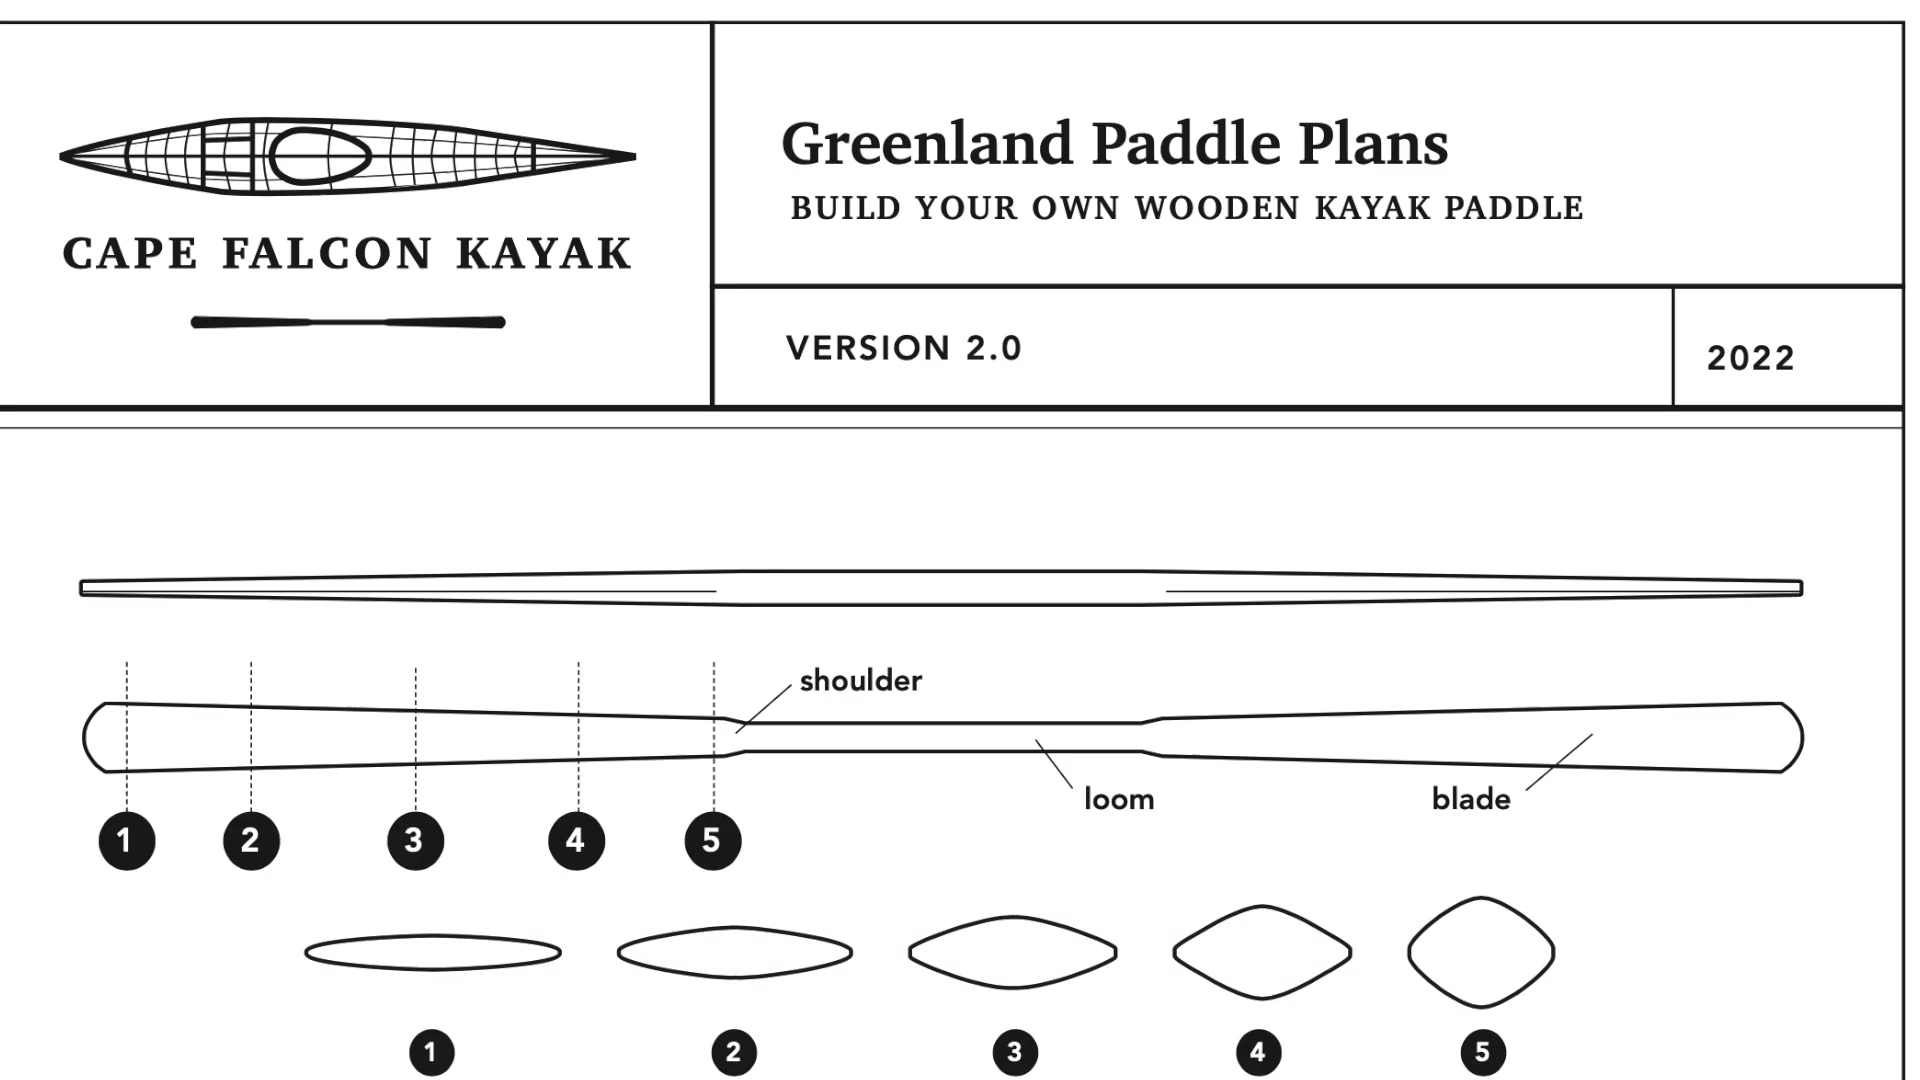 CAPE FALCON KAYAK
Greenland Paddle Plans
BUILD YOUR OWN WOODEN KAYAK PADDLE
VERSION 2.0
2022
shoulder
loom
blade
1 2 3 4 5
1 2 3 4 5